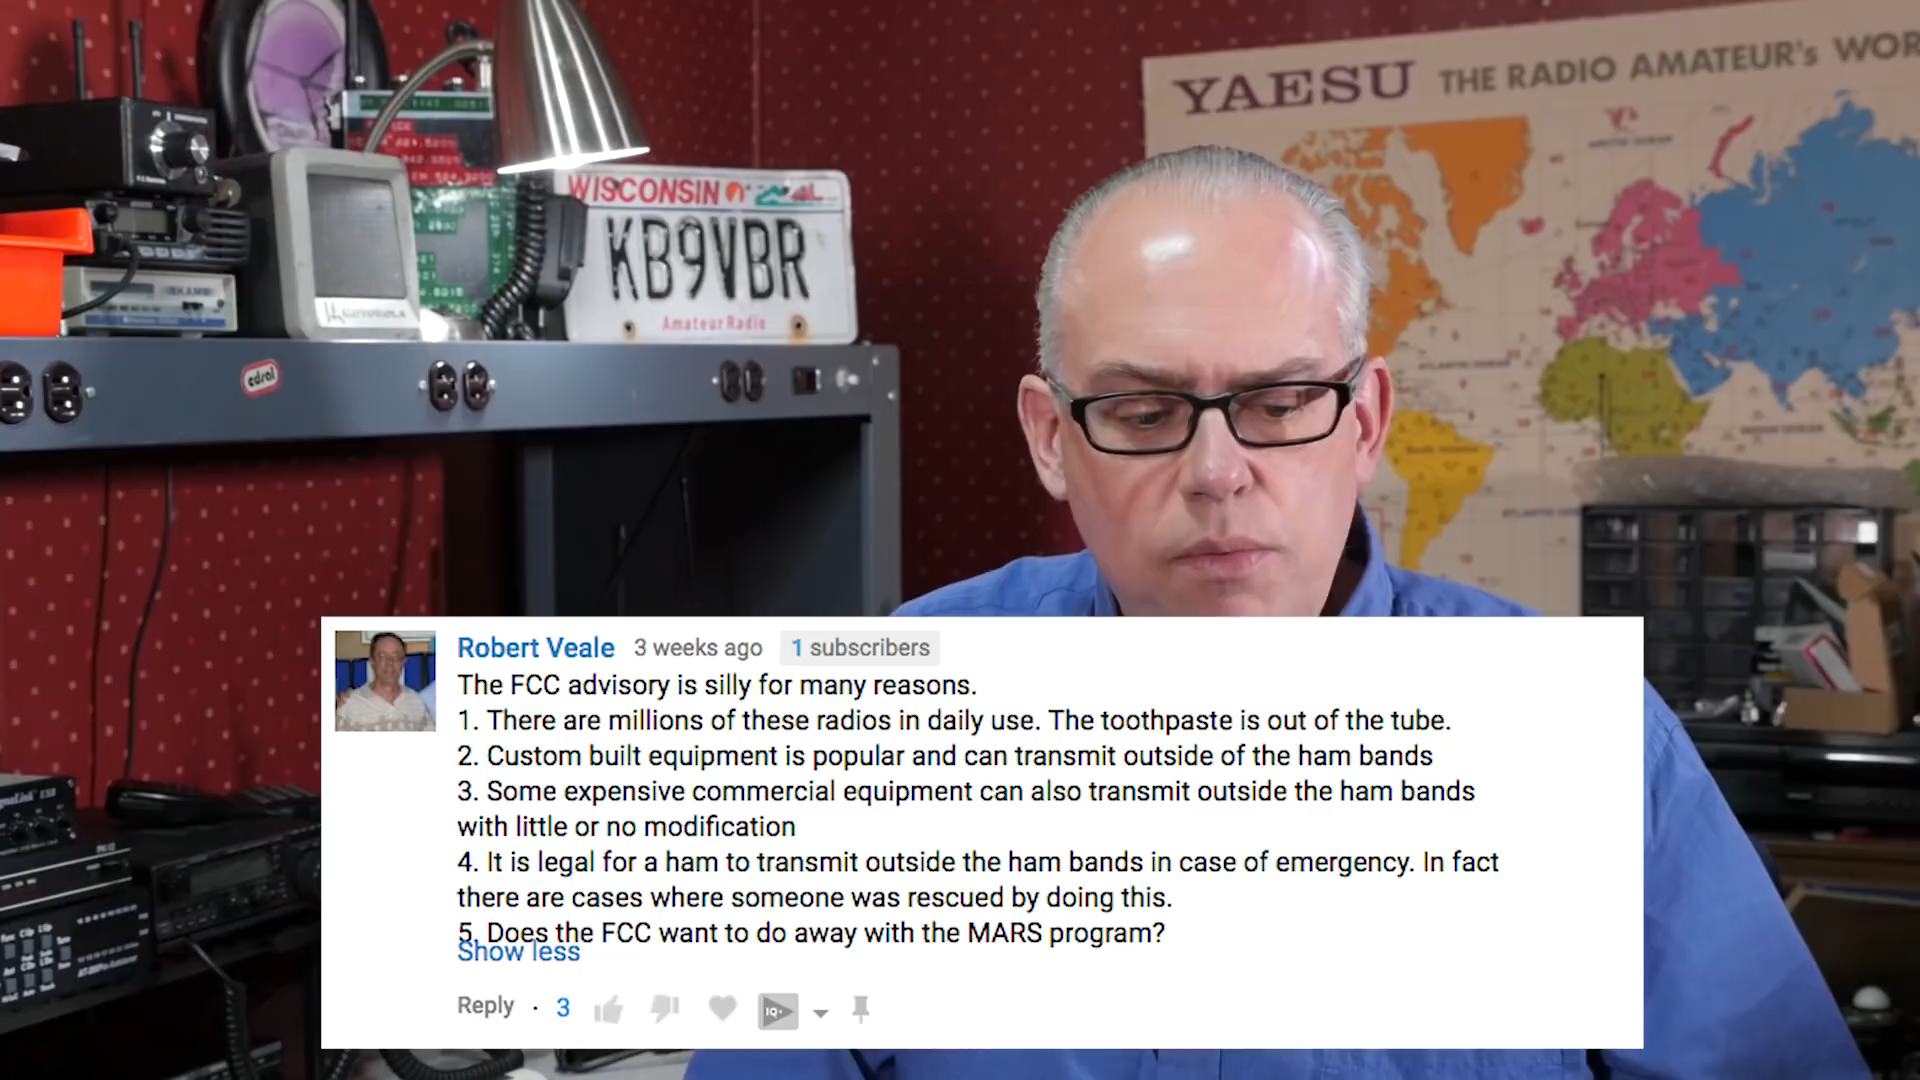 YAESU THE RADIO AMATEUR's WOR
WISCONSIN
KB9VBR
Amateur Radio
MOTOROLA
KAM
edsal
Robert Veale 3 weeks ago 1 subscribers
The FCC advisory is silly for many reasons.
1. There are millions of these radios in daily use. The toothpaste is out of the tube.
2. Custom built equipment is popular and can transmit outside of the ham bands
3. Some expensive commercial equipment can also transmit outside the ham bands
with little or no modification
4. It is legal for a ham to transmit outside the ham bands in case of emergency. In fact
there are cases where someone was rescued by doing this.
5. Does the FCC want to do away with the MARS program?
Show less
Reply · 3